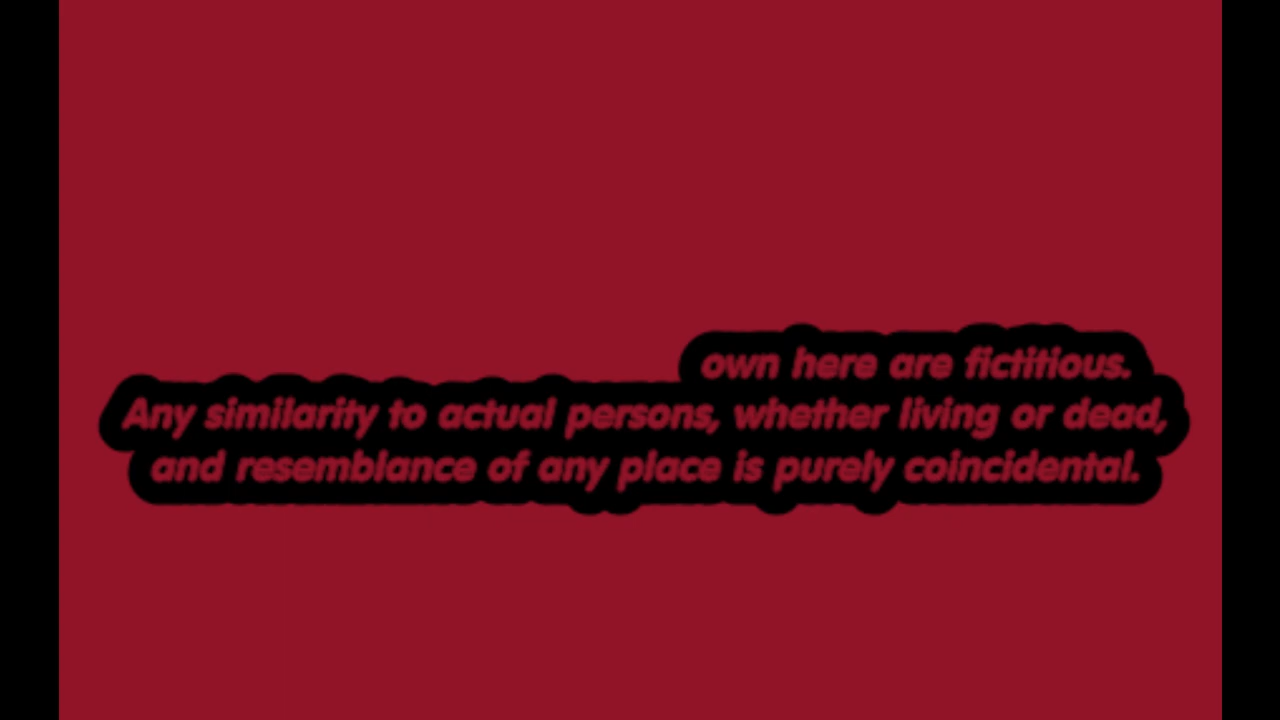 own here are fictitious.
Any similarity to actual persons, whether living or dead,
and resemblance of any place is purely coincidental.